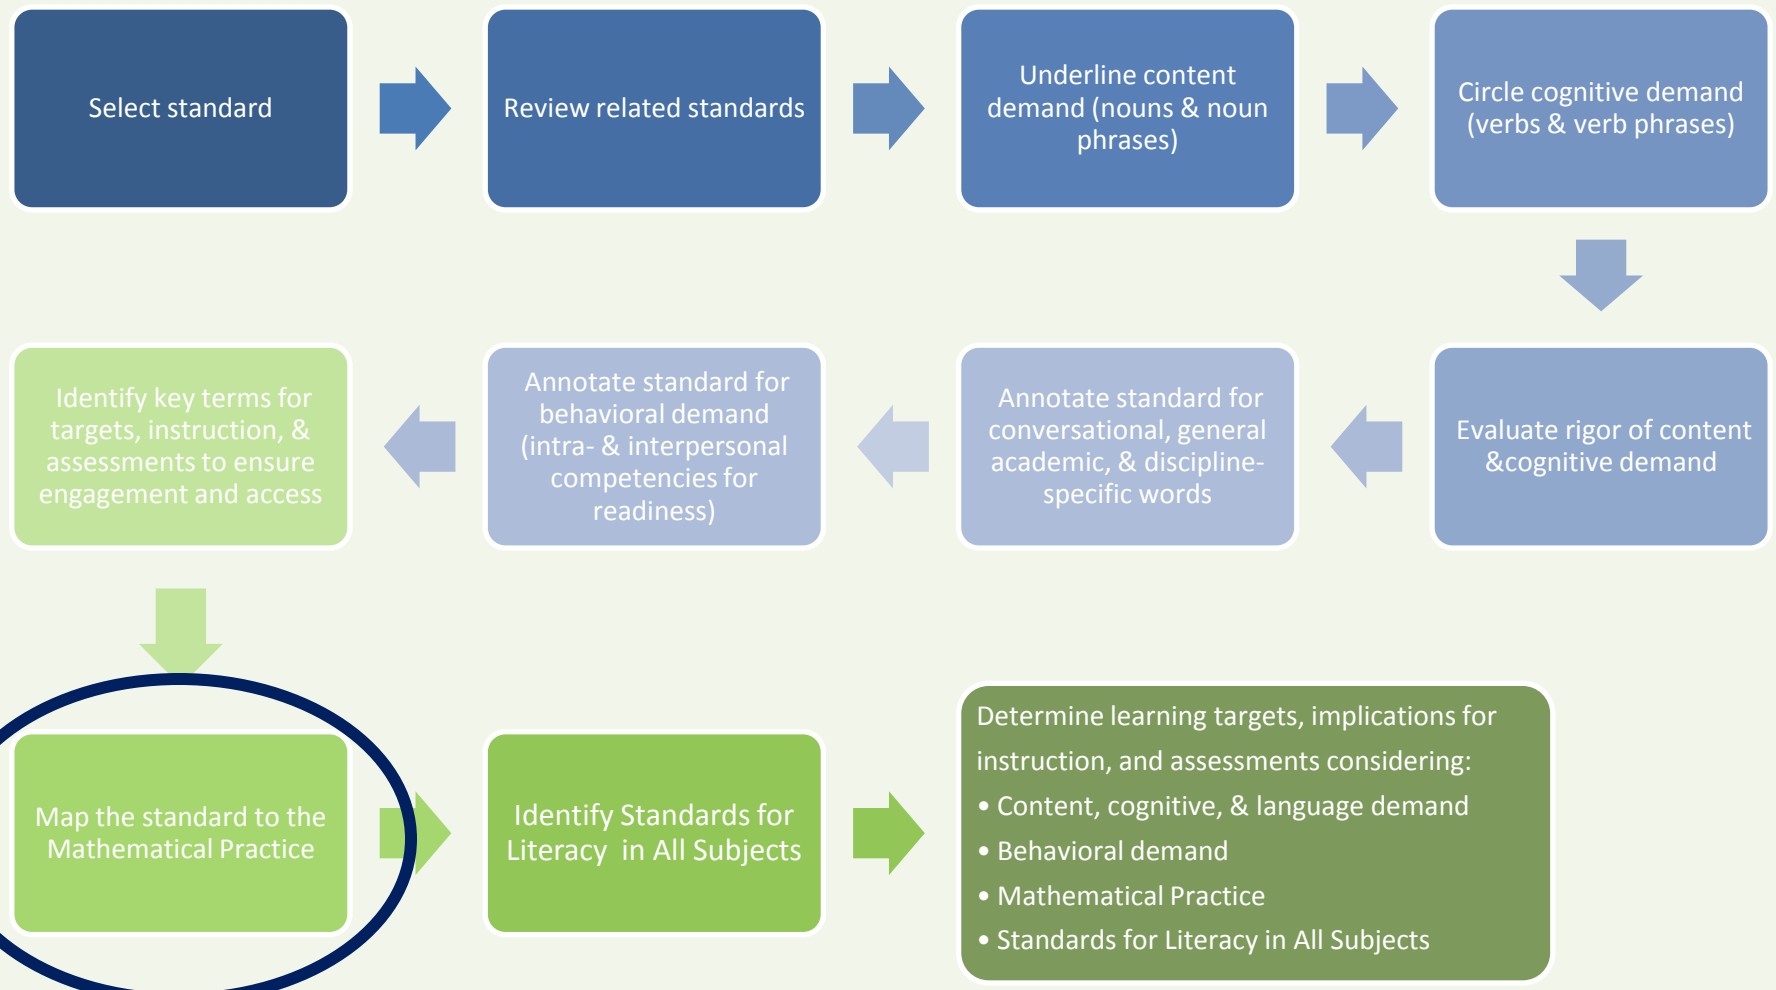 Select standard
Review related standards
Underline content
demand (nouns & noun
phrases)
Circle cognitive demand
(verbs & verb phrases)
Evaluate rigor of content
&cognitive demand
Annotate standard for
conversational, general
academic, & discipline-
specific words
Annotate standard for
behavioral demand
(intra- & interpersonal
competencies for
readiness)
Identify key terms for
targets, instruction, &
assessments to ensure
engagement and access
Map the standard to the
Mathematical Practice
Identify Standards for
Literacy in All Subjects
Determine learning targets, implications for
instruction, and assessments considering:
• Content, cognitive, & language demand
• Behavioral demand
• Mathematical Practice
• Standards for Literacy in All Subjects